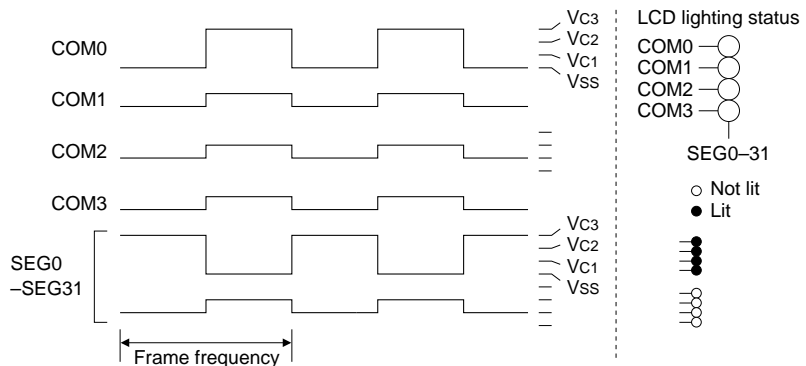 COM0
COM1
COM2
COM3
SEG0
–SEG31
Frame frequency
VC3
VC2
VC1
VSS
VC3
VC2
VC1
VSS
LCD lighting status
COM0
COM1
COM2
COM3
SEG0–31
Not lit
Lit